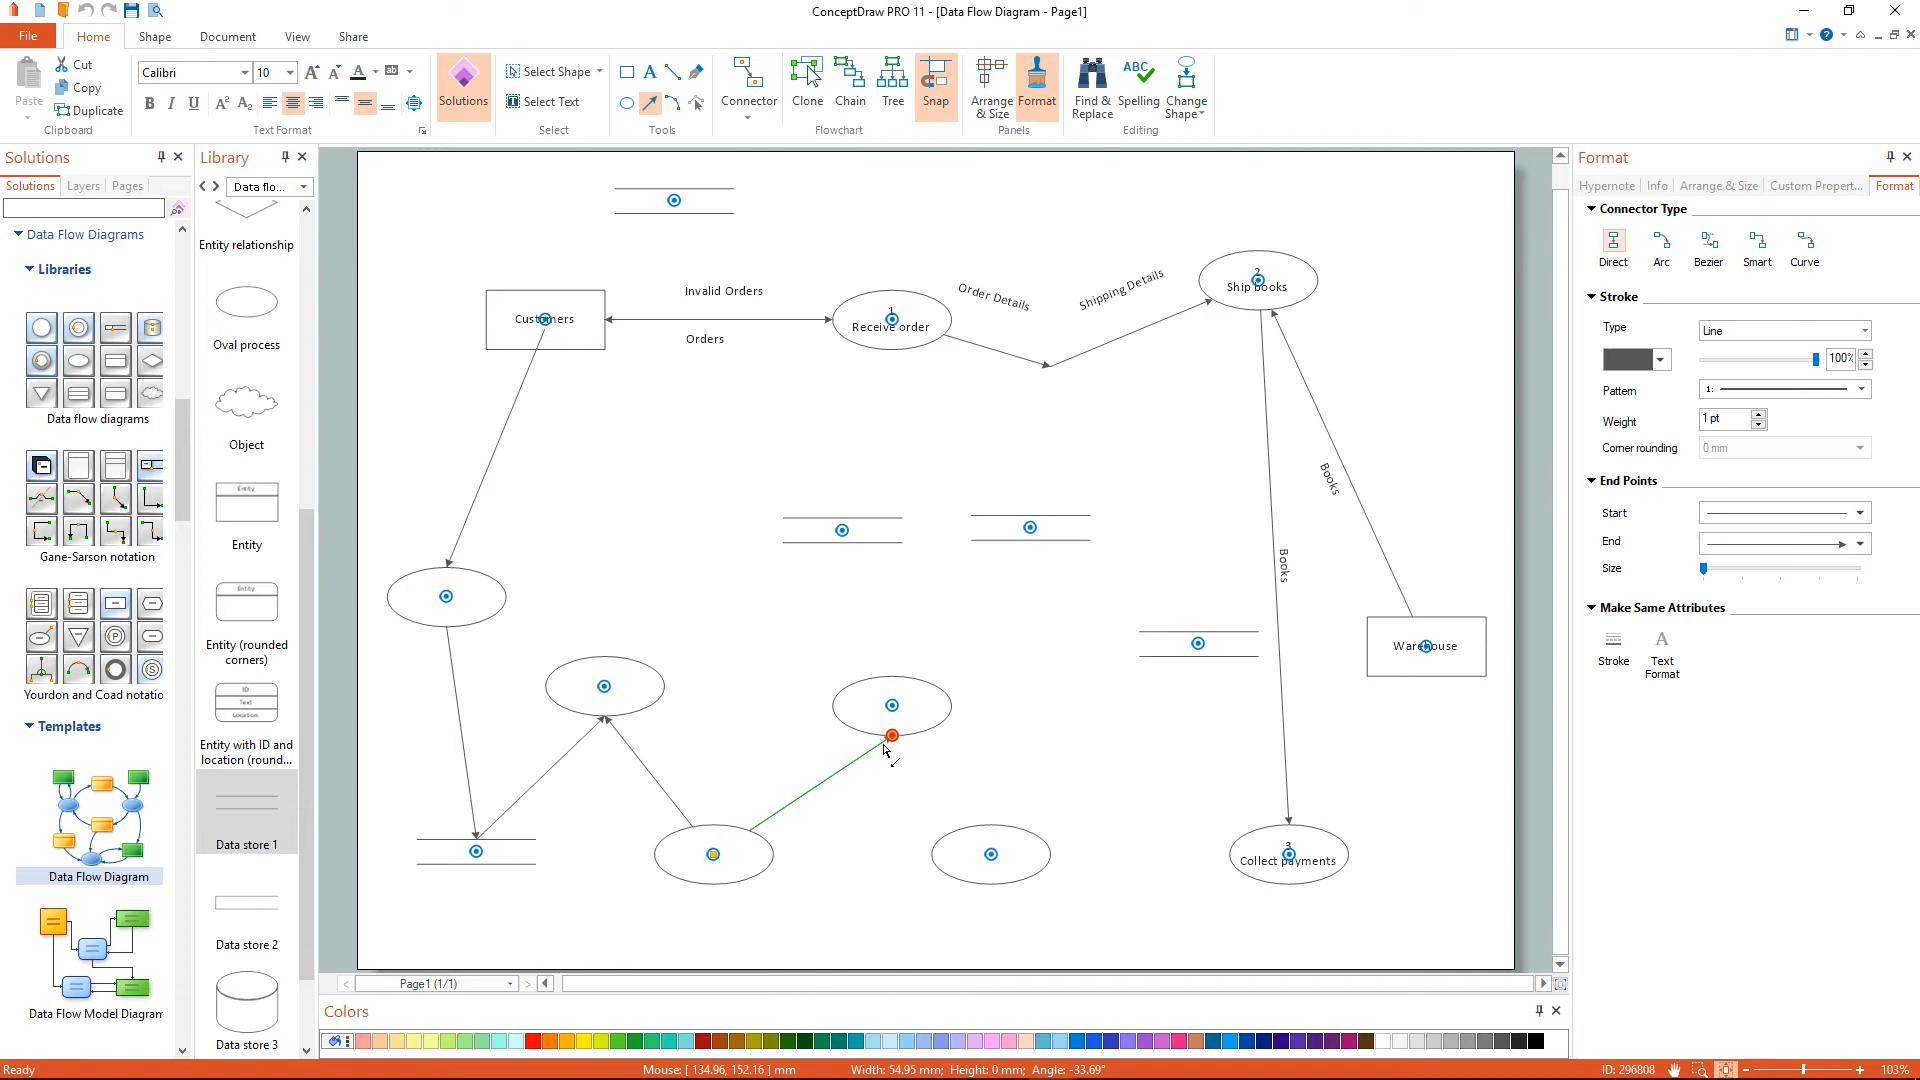 ConceptDraw PRO 11 - [Data Flow Diagram - Page1]
File
Home
Shape
Document
View
Share
Paste
Cut
Copy
Duplicate
Clipboard
Calibri
10
Text Format
Solutions
Select Shape
Select Text
Select
Tools
Connector
Clone
Chain
Tree
Snap
Flowchart
Arrange
& Size
Format
Panels
Find &
Replace
Spelling
Change
Shape
Editing
Solutions
Solutions
Layers
Pages
Data Flow Diagrams
Libraries
Data flow diagrams
Gane-Sarson notation
Yourdon and Coad notatio
Templates
Data Flow Diagram
Data Flow Model Diagram
Library
Data flo...
Entity relationship
Oval process
Object
Entity
Entity
Entity
Entity (rounded
corners)
ID
Text
Location
Entity with ID and
location (round...
Data store 1
Data store 2
Data store 3
Customers
Invalid Orders
Orders
1
Receive order
Order Details
Shipping Details
2
Ship books
Books
Books
Warehouse
3
Collect payments
Page1 (1/1)
Colors
Format
Hypernote
Info
Arrange & Size
Custom Propert...
Format
Connector Type
Direct
Arc
Bezier
Smart
Curve
Stroke
Type
Line
100%
Pattern
1:
Weight
1 pt
Corner rounding
0 mm
End Points
Start
End
Size
Make Same Attributes
Stroke
Text
Format
Ready
Mouse: [ 134.96, 152.16 ] mm
Width: 54.95 mm; Height: 0 mm; Angle: -33.69°
ID: 296808
103%